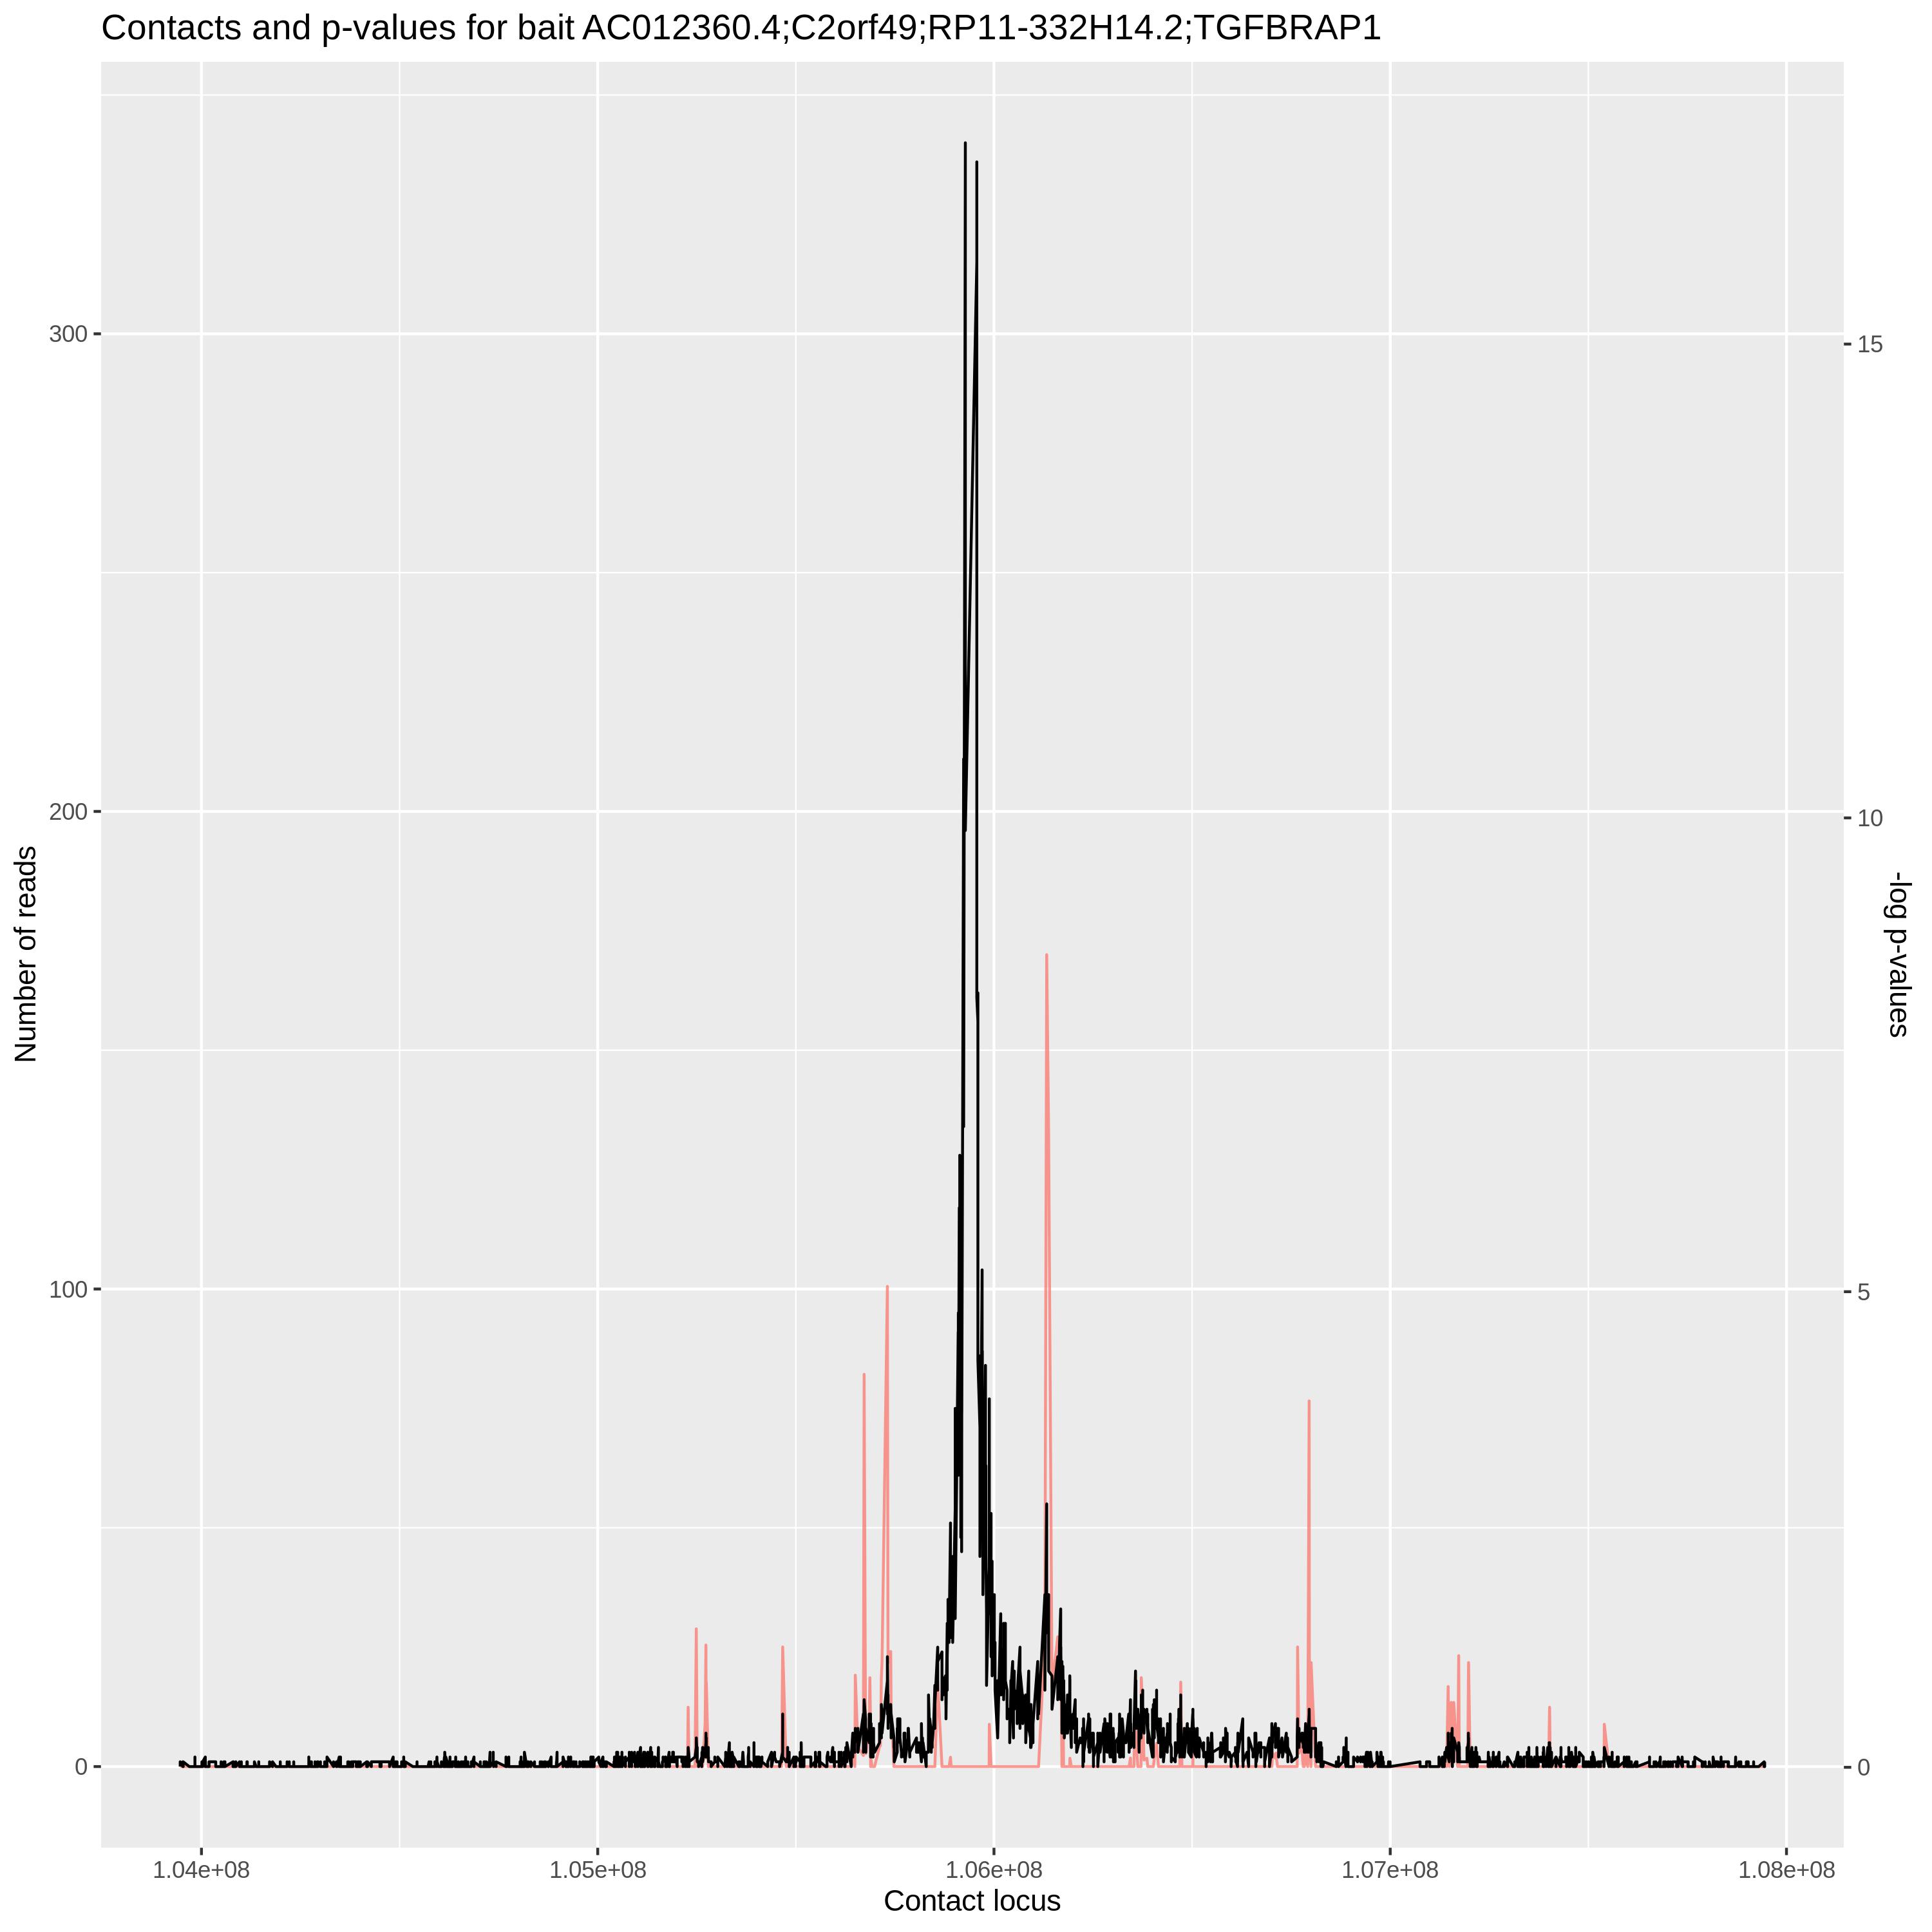 Contacts and p-values for bait AC012360.4;C2orf49;RP11-332H14.2;TGFBRAP1
300
200
100
0
Number of reads
15
10
5
0
-log p-values
1.04e+08 1.05e+08 1.06e+08 1.07e+08 1.08e+08
Contact locus